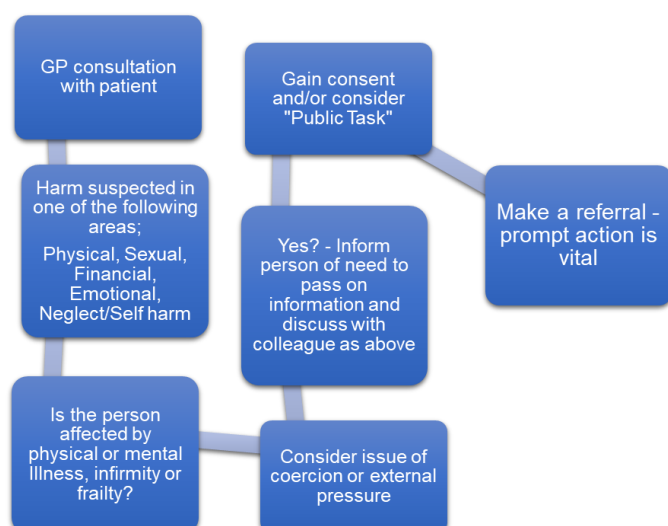 GP consultation
with patient
Harm suspected in
one of the following
areas;
Physical, Sexual,
Financial,
Emotional,
Neglect/Self harm
Is the person
affected by
physical or mental
Illness, infirmity or
frailty?
Consider issue of
coercion or external
pressure
Yes? - Inform
person of need to
pass on
information and
discuss with
colleague as above
Gain consent
and/or consider
"Public Task"
Make a referral -
prompt action is
vital